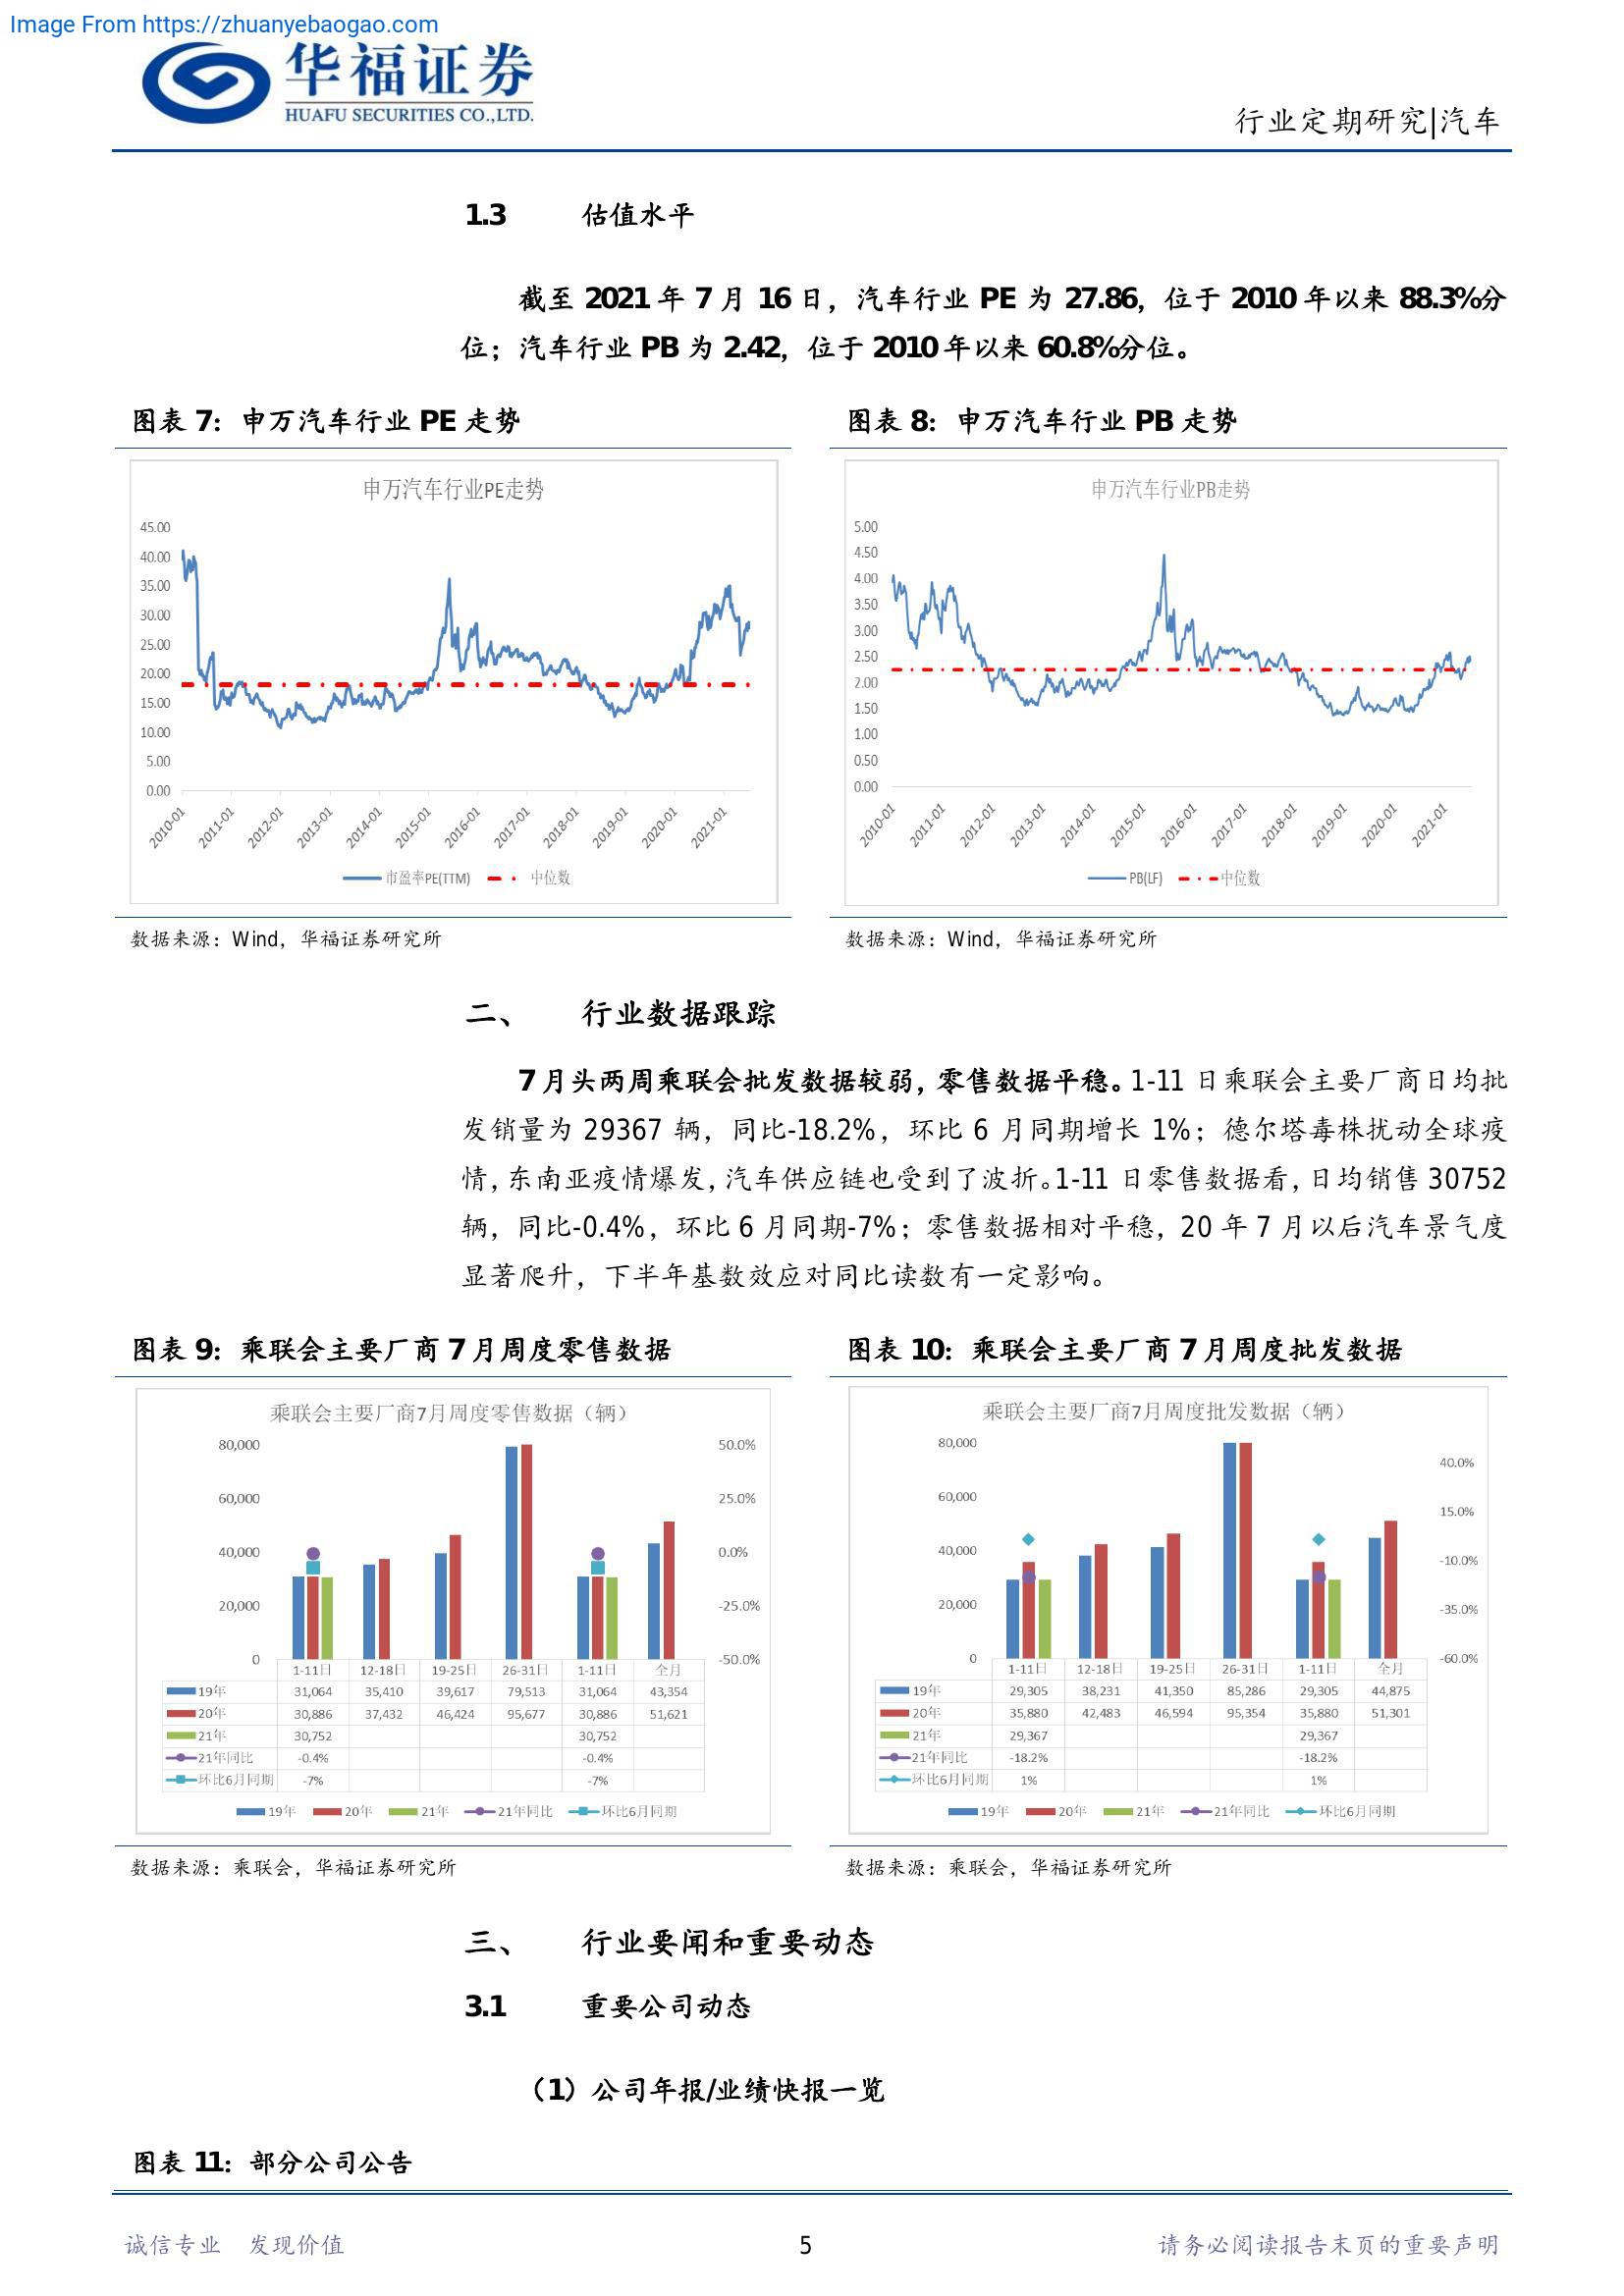 Image From https://zhuanyebaogao.com
华福证券
HUAFU SECURITIES CO.,LTD.
行业定期研究|汽车
1.3 估值水平
截至 2021 年 7 月 16 日，汽车行业 PE 为 27.86，位于 2010 年以来 88.3%分
位；汽车行业 PB 为 2.42，位于 2010 年以来 60.8%分位。
图表 7：申万汽车行业 PE 走势
申万汽车行业PE走势
45.00
40.00
35.00
30.00
25.00
20.00
15.00
10.00
5.00
0.00
2010-01 2011-01 2012-01 2013-01 2014-01 2015-01 2016-01 2017-01 2018-01 2019-01 2020-01 2021-01
市盈率PE(TTM) 中位数
数据来源：Wind，华福证券研究所
图表 8：申万汽车行业 PB 走势
申万汽车行业PB走势
5.00
4.50
4.00
3.50
3.00
2.50
2.00
1.50
1.00
0.50
0.00
2010-01 2011-01 2012-01 2013-01 2014-01 2015-01 2016-01 2017-01 2018-01 2019-01 2020-01 2021-01
PB(LF) 中位数
数据来源：Wind，华福证券研究所
二、 行业数据跟踪
7 月头两周乘联会批发数据较弱，零售数据平稳。1-11 日乘联会主要厂商日均批
发销量为 29367 辆，同比-18.2%，环比 6 月同期增长 1%；德尔塔毒株扰动全球疫
情，东南亚疫情爆发，汽车供应链也受到了波折。1-11 日零售数据看，日均销售 30752
辆，同比-0.4%，环比 6 月同期-7%；零售数据相对平稳，20 年 7 月以后汽车景气度
显著爬升，下半年基数效应对同比读数有一定影响。
图表 9：乘联会主要厂商 7 月周度零售数据
乘联会主要厂商7月周度零售数据（辆）
80,000 50.0%
60,000 25.0%
40,000 0.0%
20,000 -25.0%
0 -50.0%
1-11日 12-18日 19-25日 26-31日 1-11日 全月
19年 31,064 35,410 39,617 79,513 31,064 43,354
20年 30,886 37,432 46,424 95,677 30,886 51,621
21年 30,752 30,752
21年同比 -0.4% -0.4%
环比6月同期 -7% -7%
19年 20年 21年 21年同比 环比6月同期
数据来源：乘联会，华福证券研究所
图表 10：乘联会主要厂商 7 月周度批发数据
乘联会主要厂商7月周度批发数据（辆）
80,000
40.0%
60,000
15.0%
40,000
-10.0%
20,000
-35.0%
0 -60.0%
1-11日 12-18日 19-25日 26-31日 1-11日 全月
19年 29,305 38,231 41,350 85,286 29,305 44,875
20年 35,880 42,483 46,594 95,354 35,880 51,301
21年 29,367 29,367
21年同比 -18.2% -18.2%
环比6月同期 1% 1%
19年 20年 21年 21年同比 环比6月同期
数据来源：乘联会，华福证券研究所
三、 行业要闻和重要动态
3.1 重要公司动态
（1）公司年报/业绩快报一览
图表 11：部分公司公告
诚信专业 发现价值 5 请务必阅读报告末页的重要声明